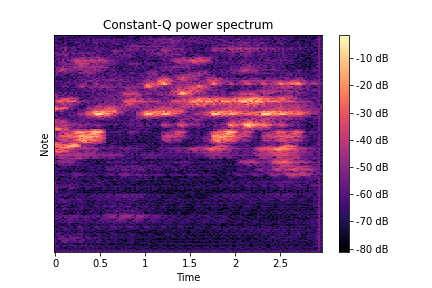 Constant-Q power spectrum
Note
-10 dB
-20 dB
-30 dB
-40 dB
-50 dB
-60 dB
-70 dB
-80 dB
0
0.5
1
1.5
2
2.5
Time